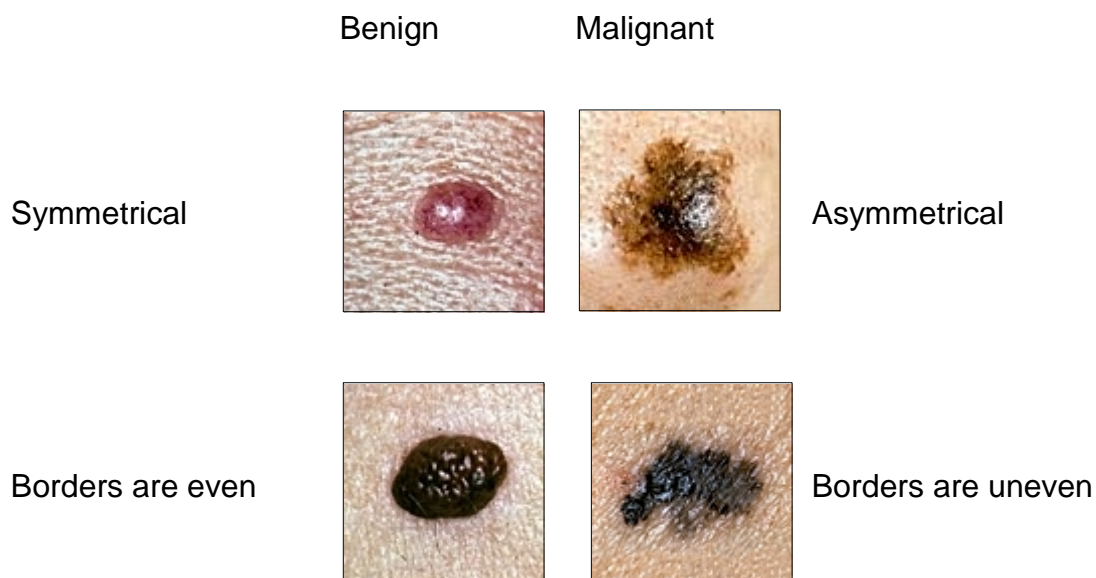 Benign
Malignant
Symmetrical
Asymmetrical
Borders are even
Borders are uneven